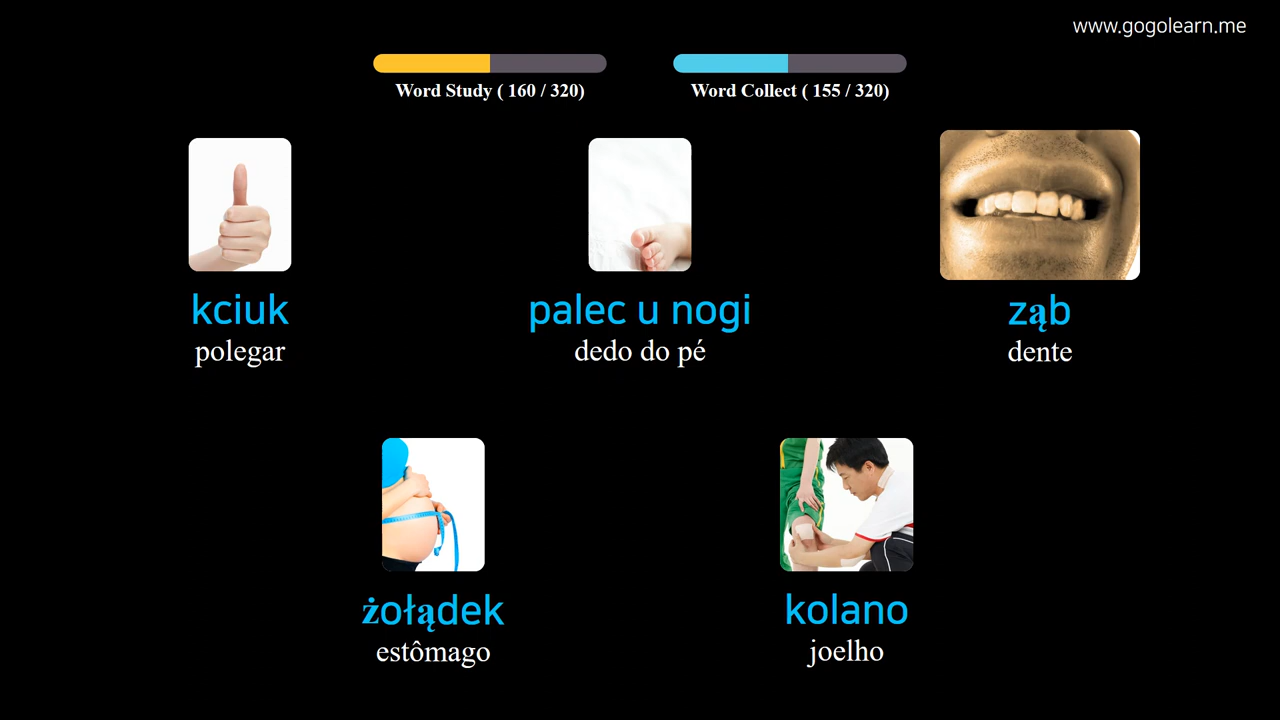 www.gogolearn.me
Word Study ( 160 / 320)
Word Collect ( 155 / 320)
kciuk
polegar
palec u nogi
dedo do pé
ząb
dente
żołądek
estômago
kolano
joelho